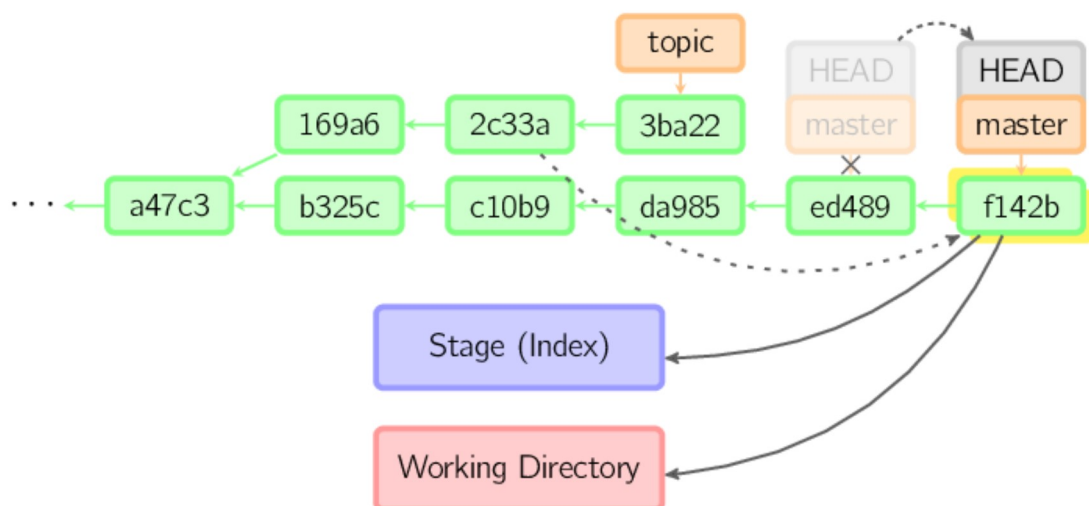 topic
HEAD HEAD
169a6 2c33a 3ba22 master master
... a47c3 b325c c10b9 da985 ed489 f142b
Stage (Index)
Working Directory